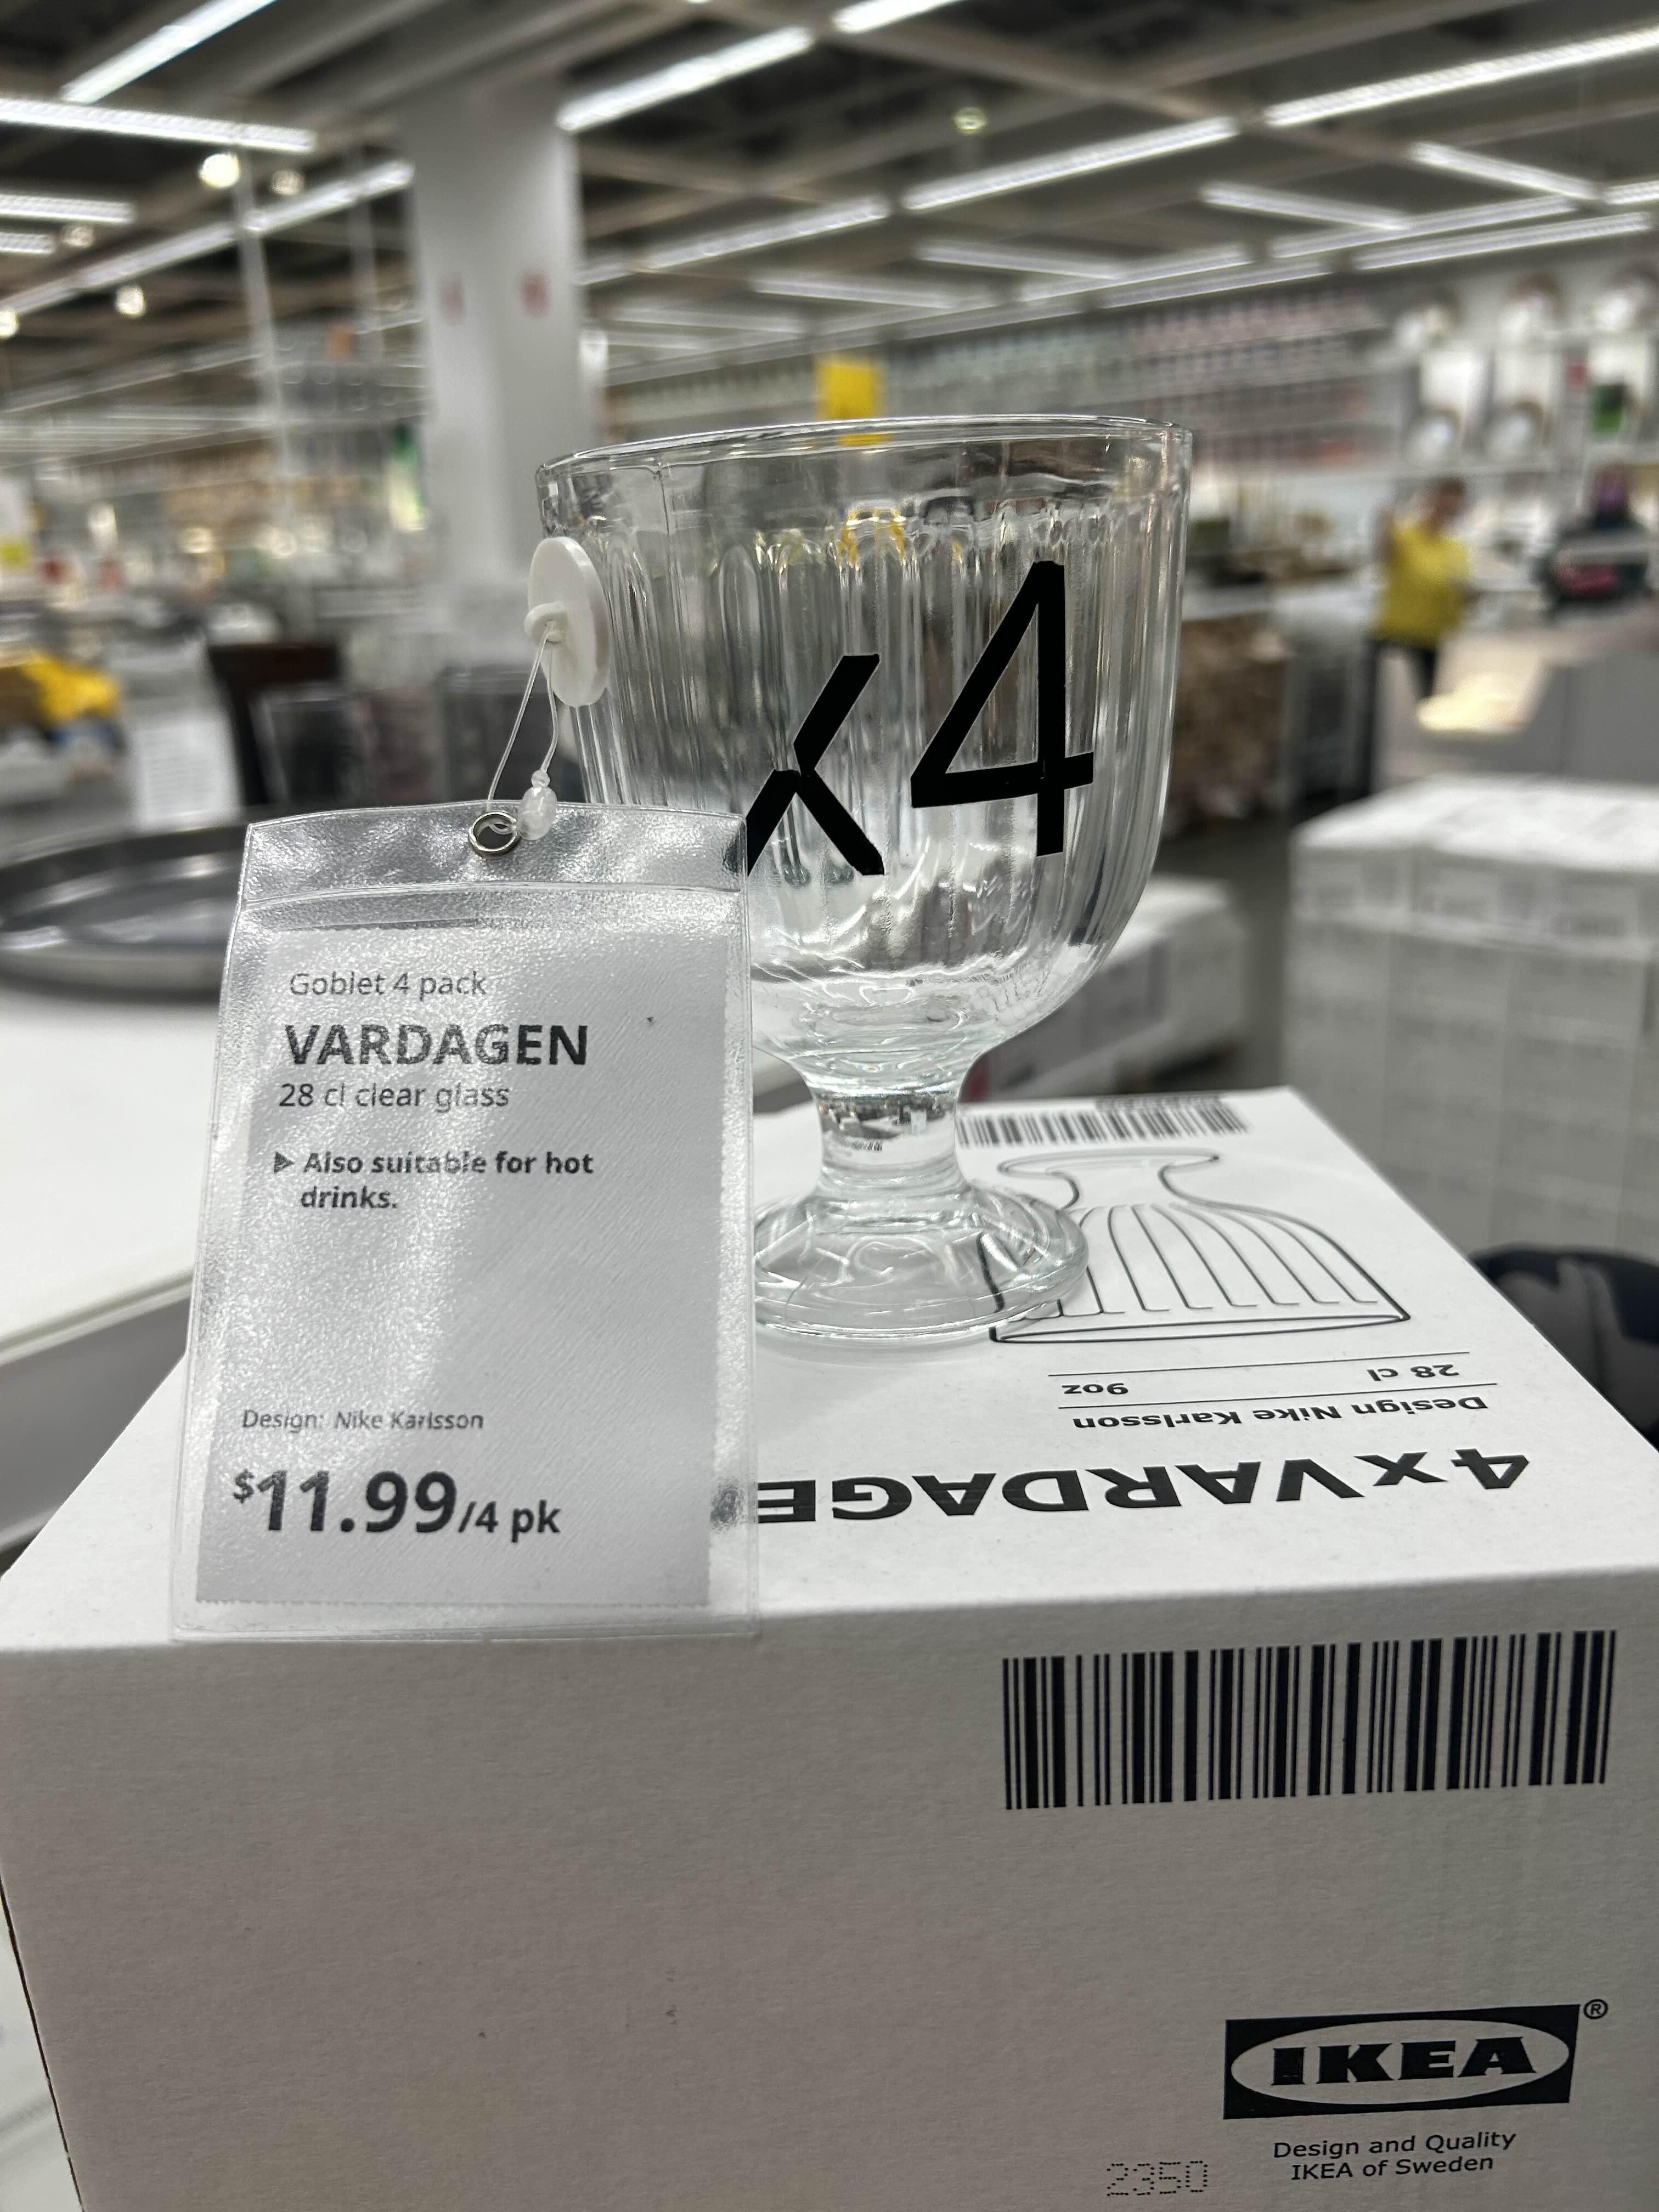 x4
Goblet 4 pack
VARDAGEN
28 cl clear glass
▶ Also suitable for hot
drinks.
Design: Nike Karlsson
$11.99/4 pk
4xVARDAGE
Design Nike Karlsson
28 cl 9oz
IKEA®
Design and Quality
IKEA of Sweden
2350